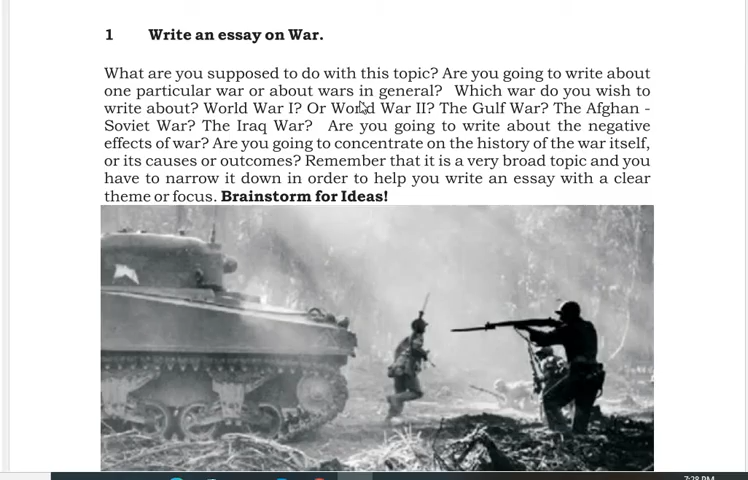 1 Write an essay on War.
What are you supposed to do with this topic? Are you going to write about
one particular war or about wars in general? Which war do you wish to
write about? World War I? Or World War II? The Gulf War? The Afghan -
Soviet War? The Iraq War? Are you going to write about the negative
effects of war? Are you going to concentrate on the history of the war itself,
or its causes or outcomes? Remember that it is a very broad topic and you
have to narrow it down in order to help you write an essay with a clear
theme or focus. Brainstorm for Ideas!
7:28 PM